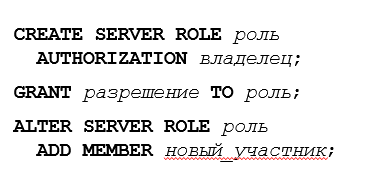 CREATE SERVER ROLE роль
AUTHORIZATION владелец;
GRANT разрешение TO роль;
ALTER SERVER ROLE роль
ADD MEMBER новый_участник;